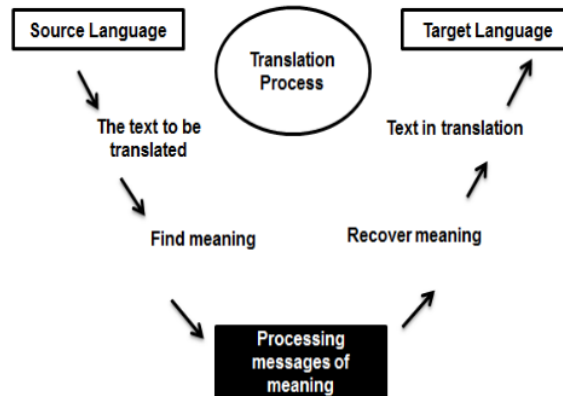 Source Language
Translation
Process
Target Language
The text to be
translated
Text in translation
Find meaning
Recover meaning
Processing
messages of
meaning